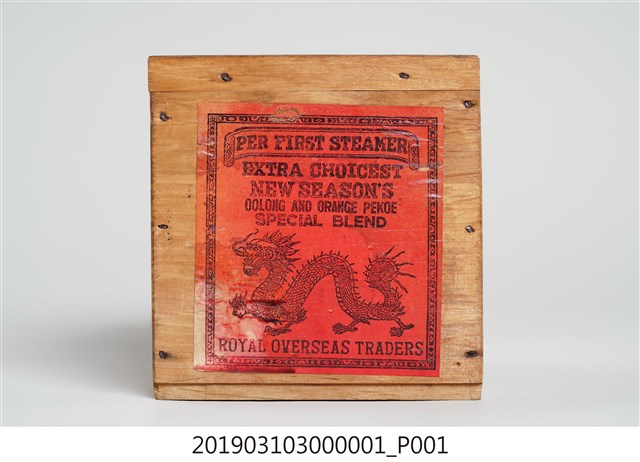 PER FIRST STEAMER
EXTRA CHOICEST
NEW SEASON'S
OOLONG AND ORANGE PEKOE
SPECIAL BLEND
ROYAL OVERSEAS TRADERS
201903103000001_P001